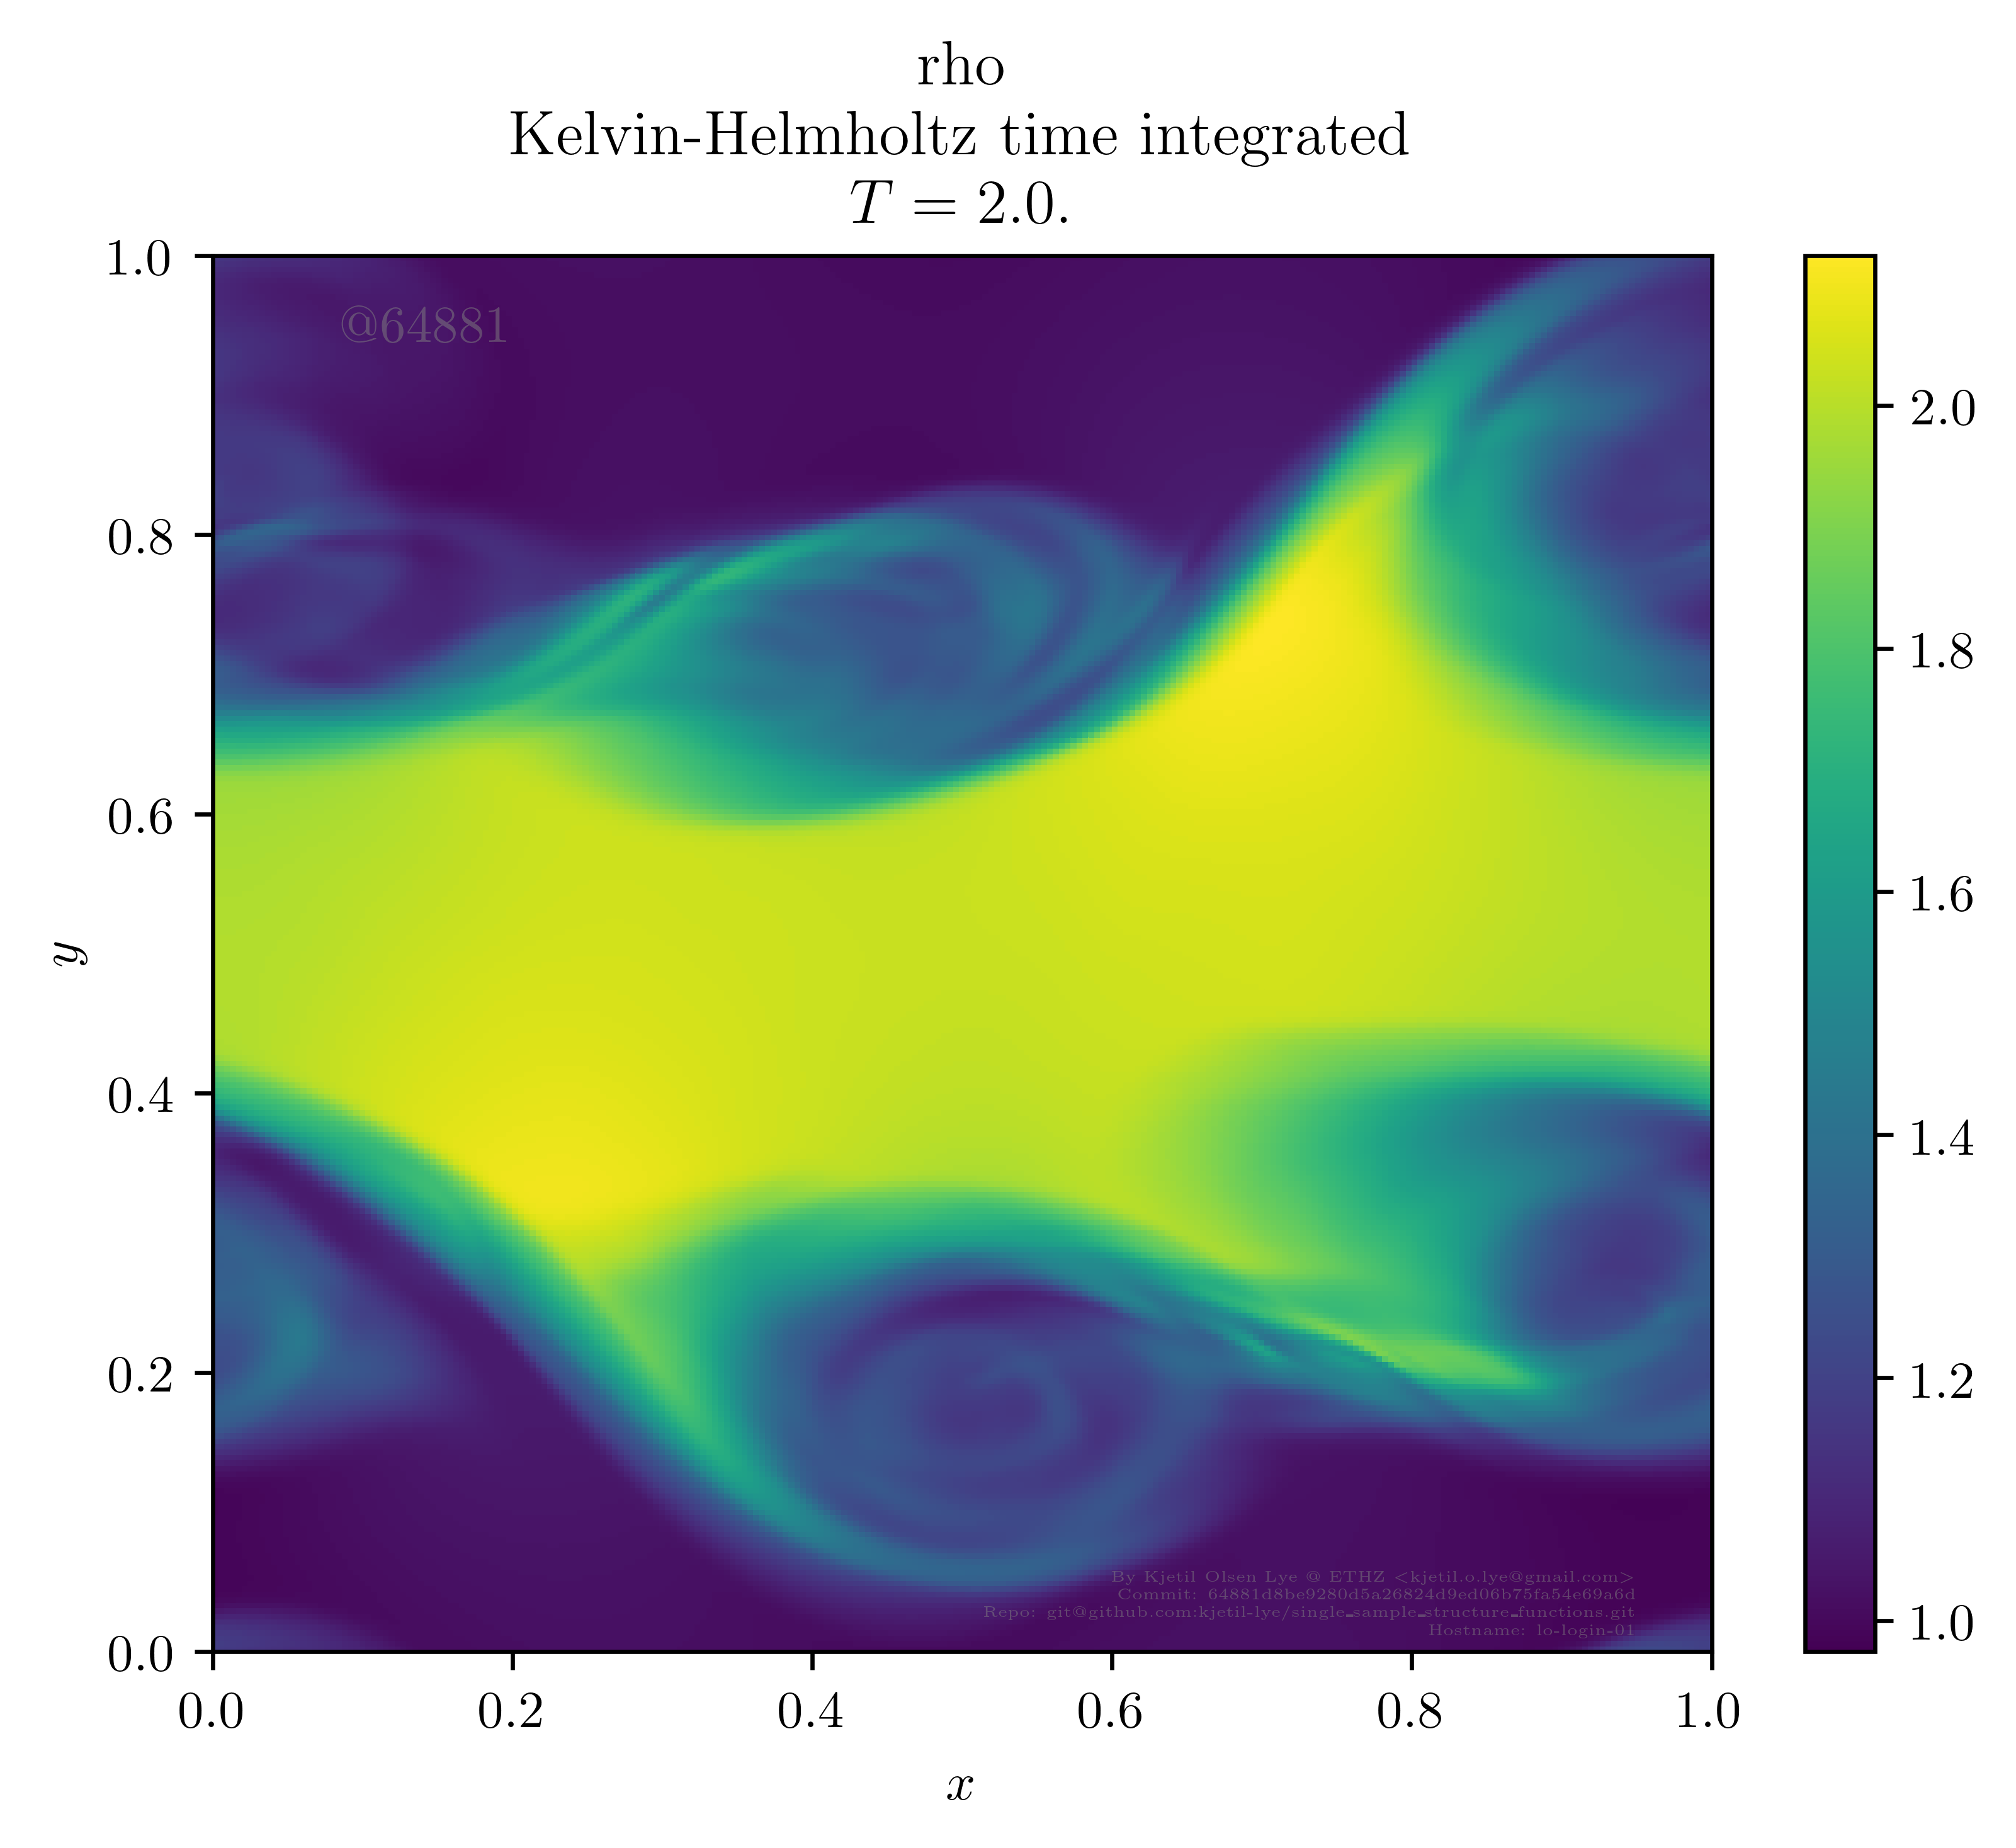 rho
Kelvin-Helmholtz time integrated
T = 2.0.
@64881
1.0
0.8
0.6
0.4
0.2
0.0
y
0.0 0.2 0.4 0.6 0.8 1.0
x
2.0
1.8
1.6
1.4
1.2
1.0
By Kjetil Olsen Lye @ ETHZ <kjetil.o.lye@gmail.com>
Commit: 64881d8be9280d5a26824d9ed06b75fa54e69a6d
Repo: git@github.com:kjetil-lye/single_sample_structure_functions.git
Hostname: lo-login-01